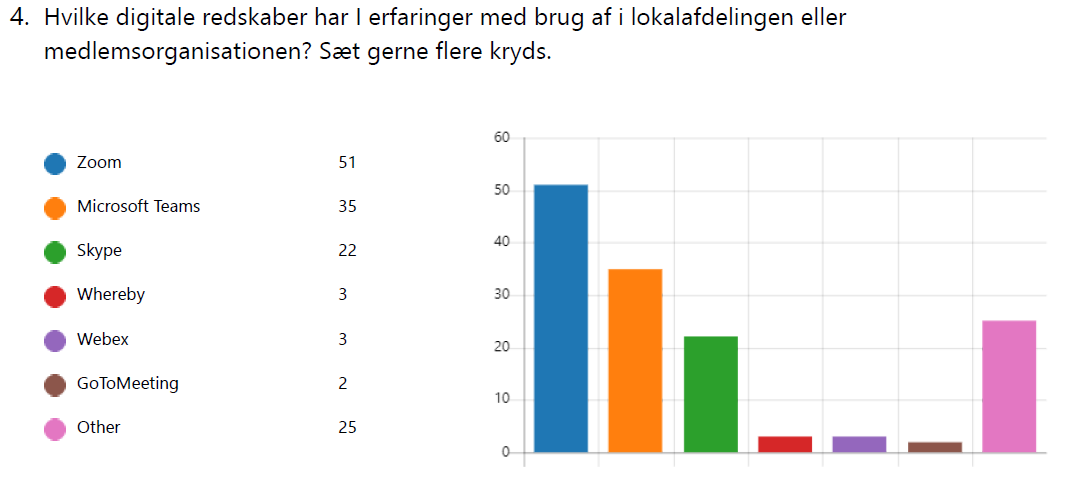 4. Hvilke digitale redskaber har I erfaringer med brug af i lokalafdelingen eller
medlemsorganisationen? Sæt gerne flere kryds.
Zoom 51
Microsoft Teams 35
Skype 22
Whereby 3
Webex 3
GoToMeeting 2
Other 25
60
50
40
30
20
10
0